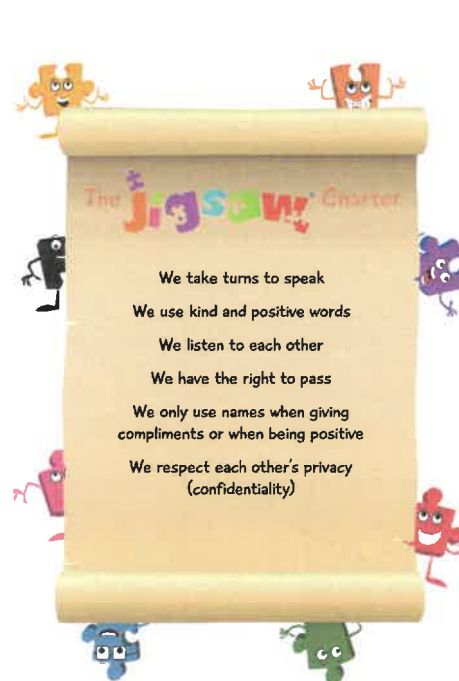 The Jigsaw Charter
We take turns to speak
We use kind and positive words
We listen to each other
We have the right to pass
We only use names when giving
compliments or when being positive
We respect each other's privacy
(confidentiality)